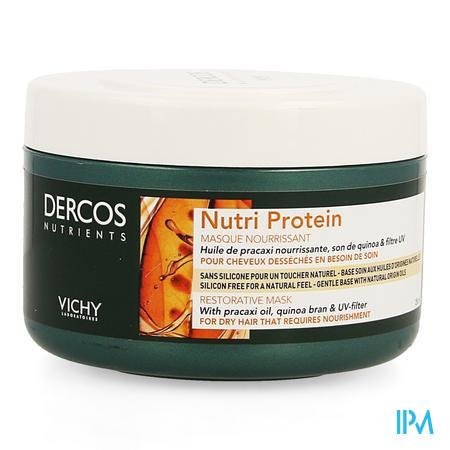 DERCOS
NUTRIENTS
VICHY
LABORATOIRES
Nutri Protein
MASQUE NOURRISSANT
Huile de pracaxi nourrissante, son de quinoa & filtre UV
POUR CHEVEUX DESSÉCHÉS EN BESOIN DE SOIN
SANS SILICONE POUR UN TOUCHER NATUREL - BASE SOIN AUX HUILES D'ORIGINES NATURELLES
SILICON FREE FOR A NATURAL FEEL - GENTLE BASE WITH NATURAL ORIGIN OILS
RESTORATIVE MASK
With pracaxi oil, quinoa bran & UV-filter
FOR DRY HAIR THAT REQUIRES NOURISHMENT
IPM